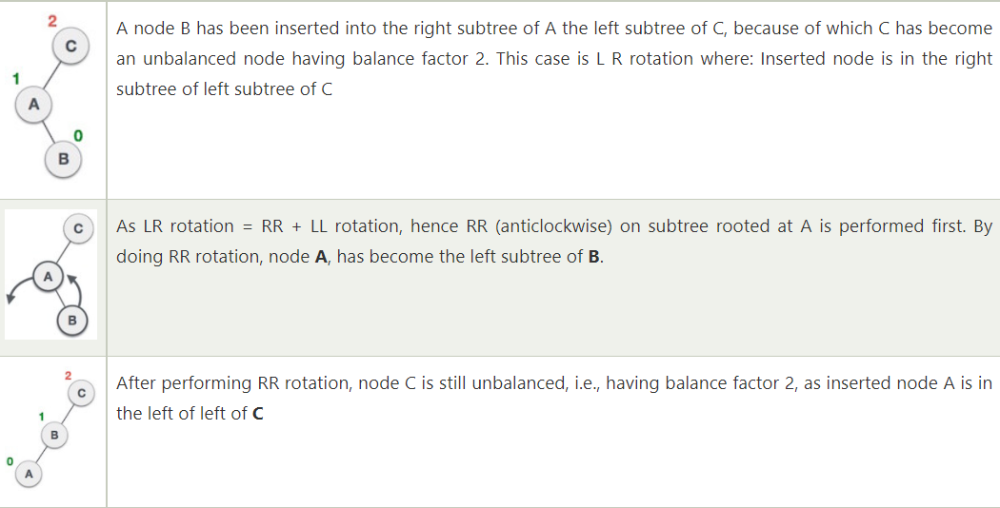 2
C
1
A
0
B
A node B has been inserted into the right subtree of A the left subtree of C, because of which C has become
an unbalanced node having balance factor 2. This case is L R rotation where: Inserted node is in the right
subtree of left subtree of C
C
A
B
As LR rotation = RR + LL rotation, hence RR (anticlockwise) on subtree rooted at A is performed first. By
doing RR rotation, node A, has become the left subtree of B.
2
C
1
B
0
A
After performing RR rotation, node C is still unbalanced, i.e., having balance factor 2, as inserted node A is in
the left of left of C